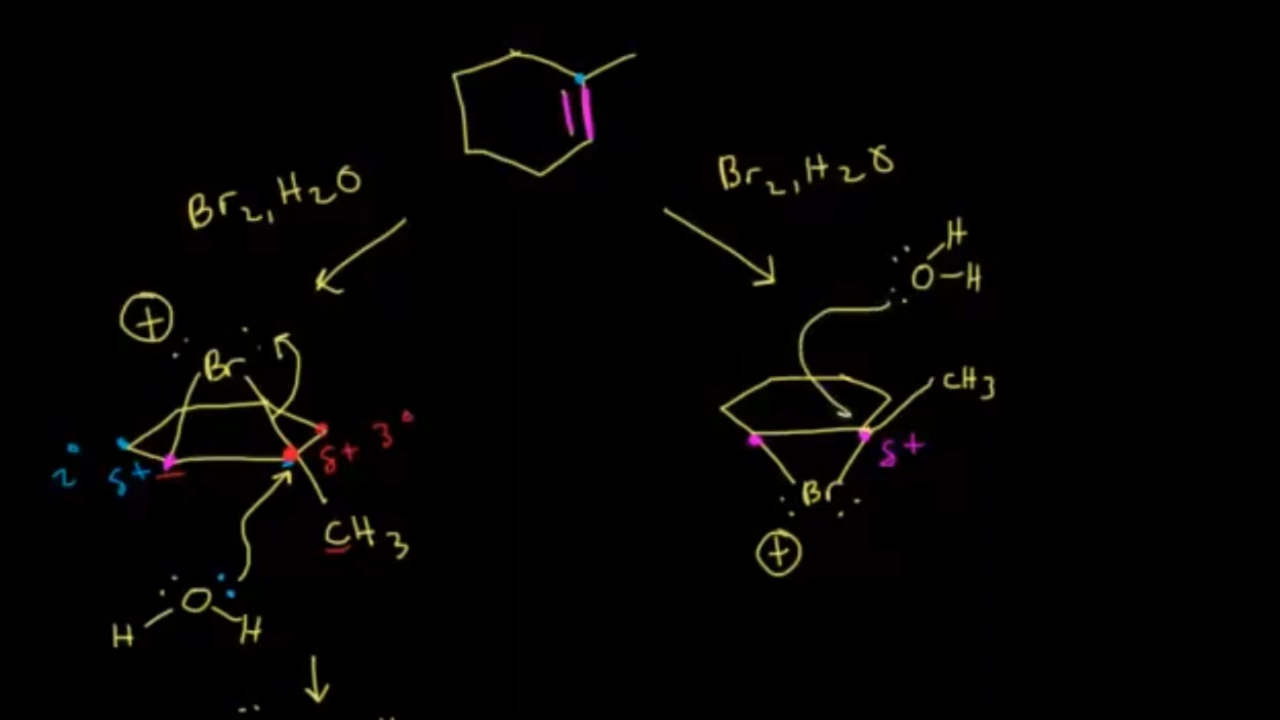 Br₂, H₂O
Br₂, H₂O
H
O-H
+
Br
CH₃
2° δ+
δ+ 3°
δ+
Br
CH₃
+
O
H
H